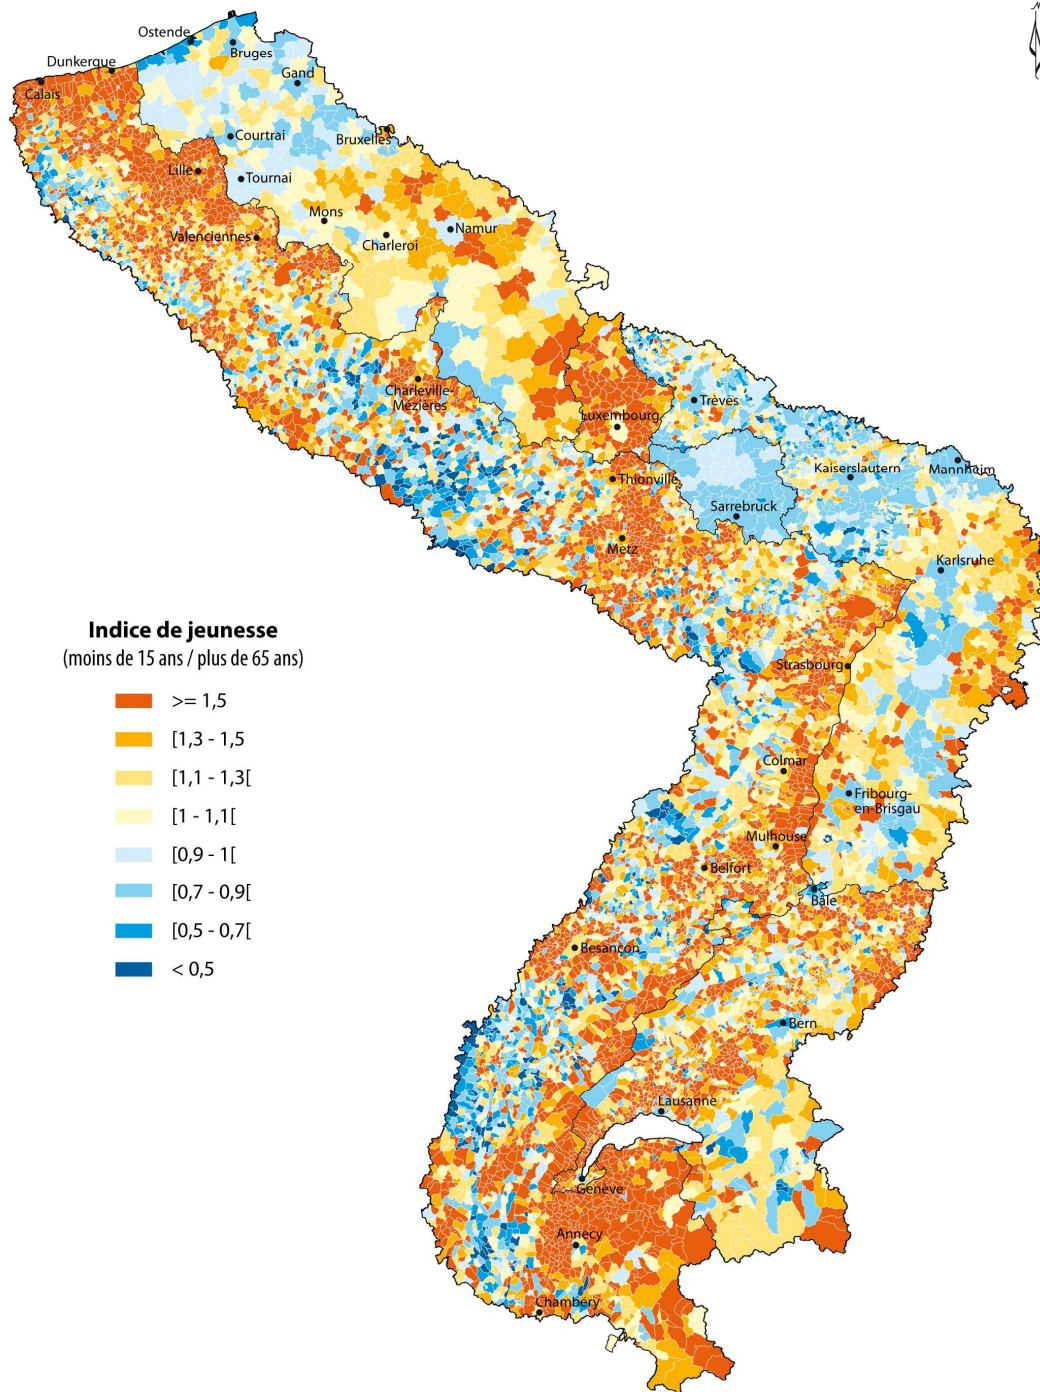 N
Ostende
Bruges
Dunkerque
Gand
Calais
Courtrai
Bruxelles
Lille
Tournai
Mons
Namur
Valenciennes
Charleroi
Charleville-
Mézières
Trèves
Luxembourg
Kaiserslautern
Mannheim
Thionville
Sarrebruck
Metz
Karlsruhe
Indice de jeunesse
(moins de 15 ans / plus de 65 ans)
>= 1,5
[1,3 - 1,5
[1,1 - 1,3[
[1 - 1,1[
[0,9 - 1[
[0,7 - 0,9[
[0,5 - 0,7[
< 0,5
Strasbourg
Colmar
Fribourg-
en-Brisgau
Mulhouse
Belfort
Bâle
Besançon
Bern
Lausanne
Genève
Annecy
Chambéry